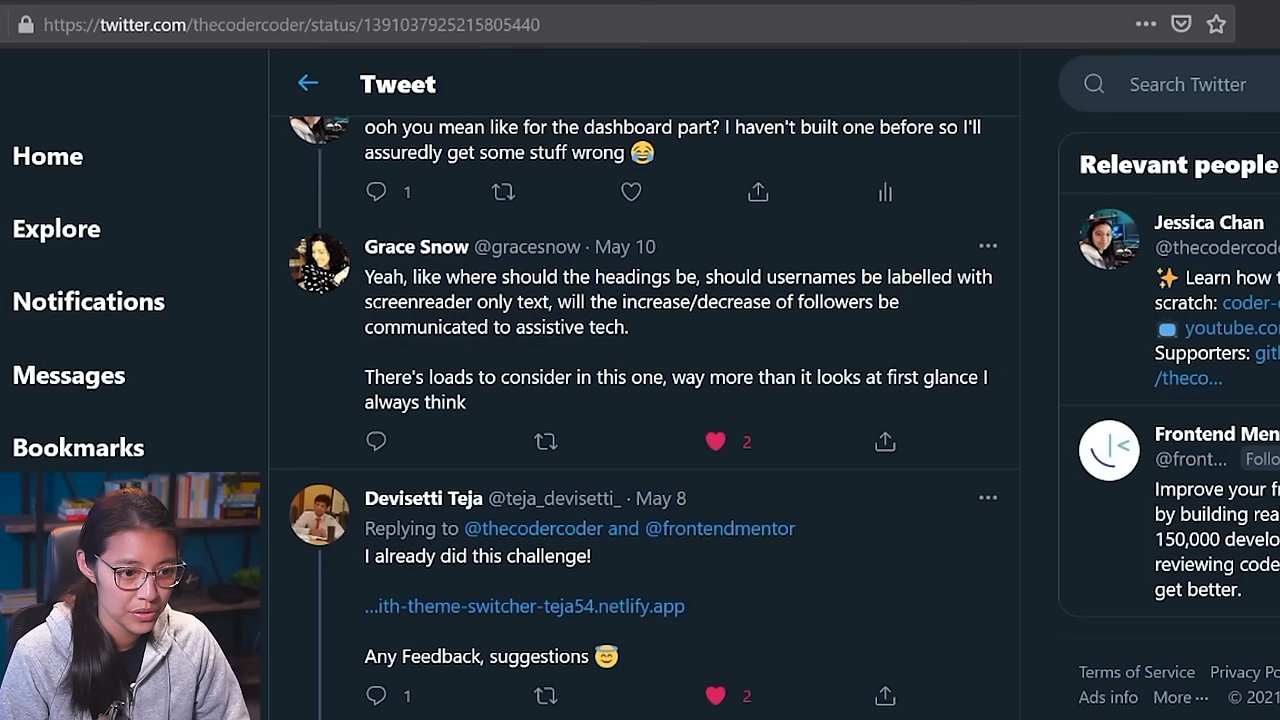 https://twitter.com/thecodercoder/status/1391037925215805440
Tweet
Search Twitter
Home
Explore
Notifications
Messages
Bookmarks
ooh you mean like for the dashboard part? I haven't built one before so I'll
assuredly get some stuff wrong 😂
1
Grace Snow @gracesnow · May 10
Yeah, like where should the headings be, should usernames be labelled with
screenreader only text, will the increase/decrease of followers be
communicated to assistive tech.
There's loads to consider in this one, way more than it looks at first glance I
always think
2
Devisetti Teja @teja_devisetti_ · May 8
Replying to @thecodercoder and @frontendmentor
I already did this challenge!
...ith-theme-switcher-teja54.netlify.app
Any Feedback, suggestions 😇
1
2
Relevant people
Jessica Chan
@thecodercod
✨ Learn how t
scratch: coder-c
youtube.co
Supporters: gitl
/theco...
Frontend Men
@front... Follo
Improve your fr
by building rea
150,000 develo
reviewing code
get better.
Terms of Service Privacy Po
Ads info More ··· © 2021